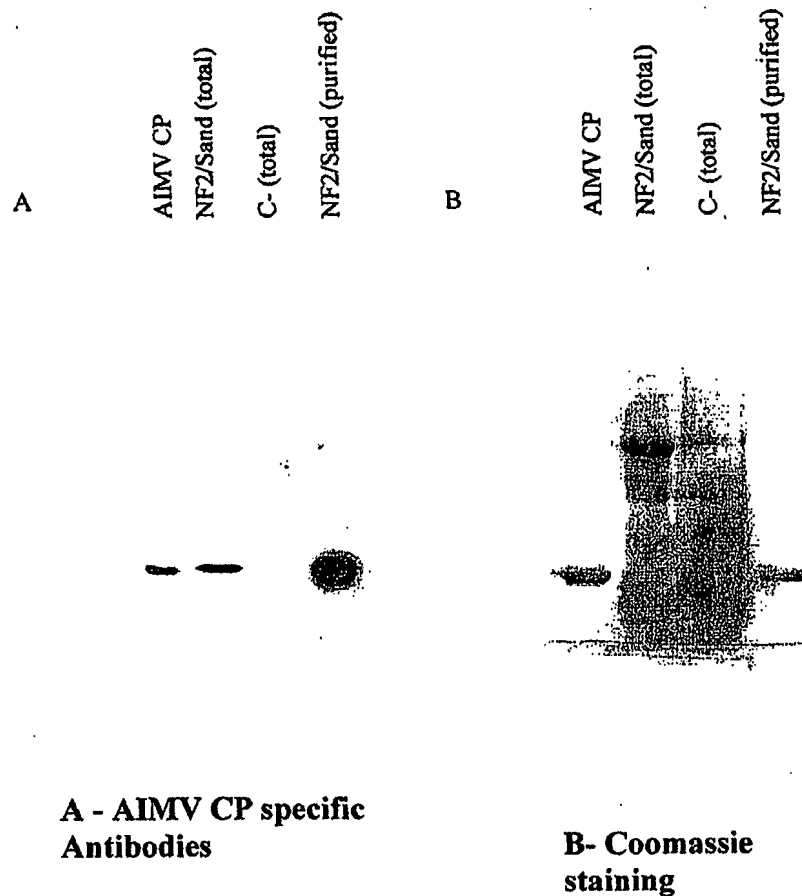 A
AIMV CP
NF2/Sand (total)
C- (total)
NF2/Sand (purified)
B
AIMV CP
NF2/Sand (total)
C- (total)
NF2/Sand (purified)
A - AIMV CP specific
Antibodies
B- Coomassie
staining